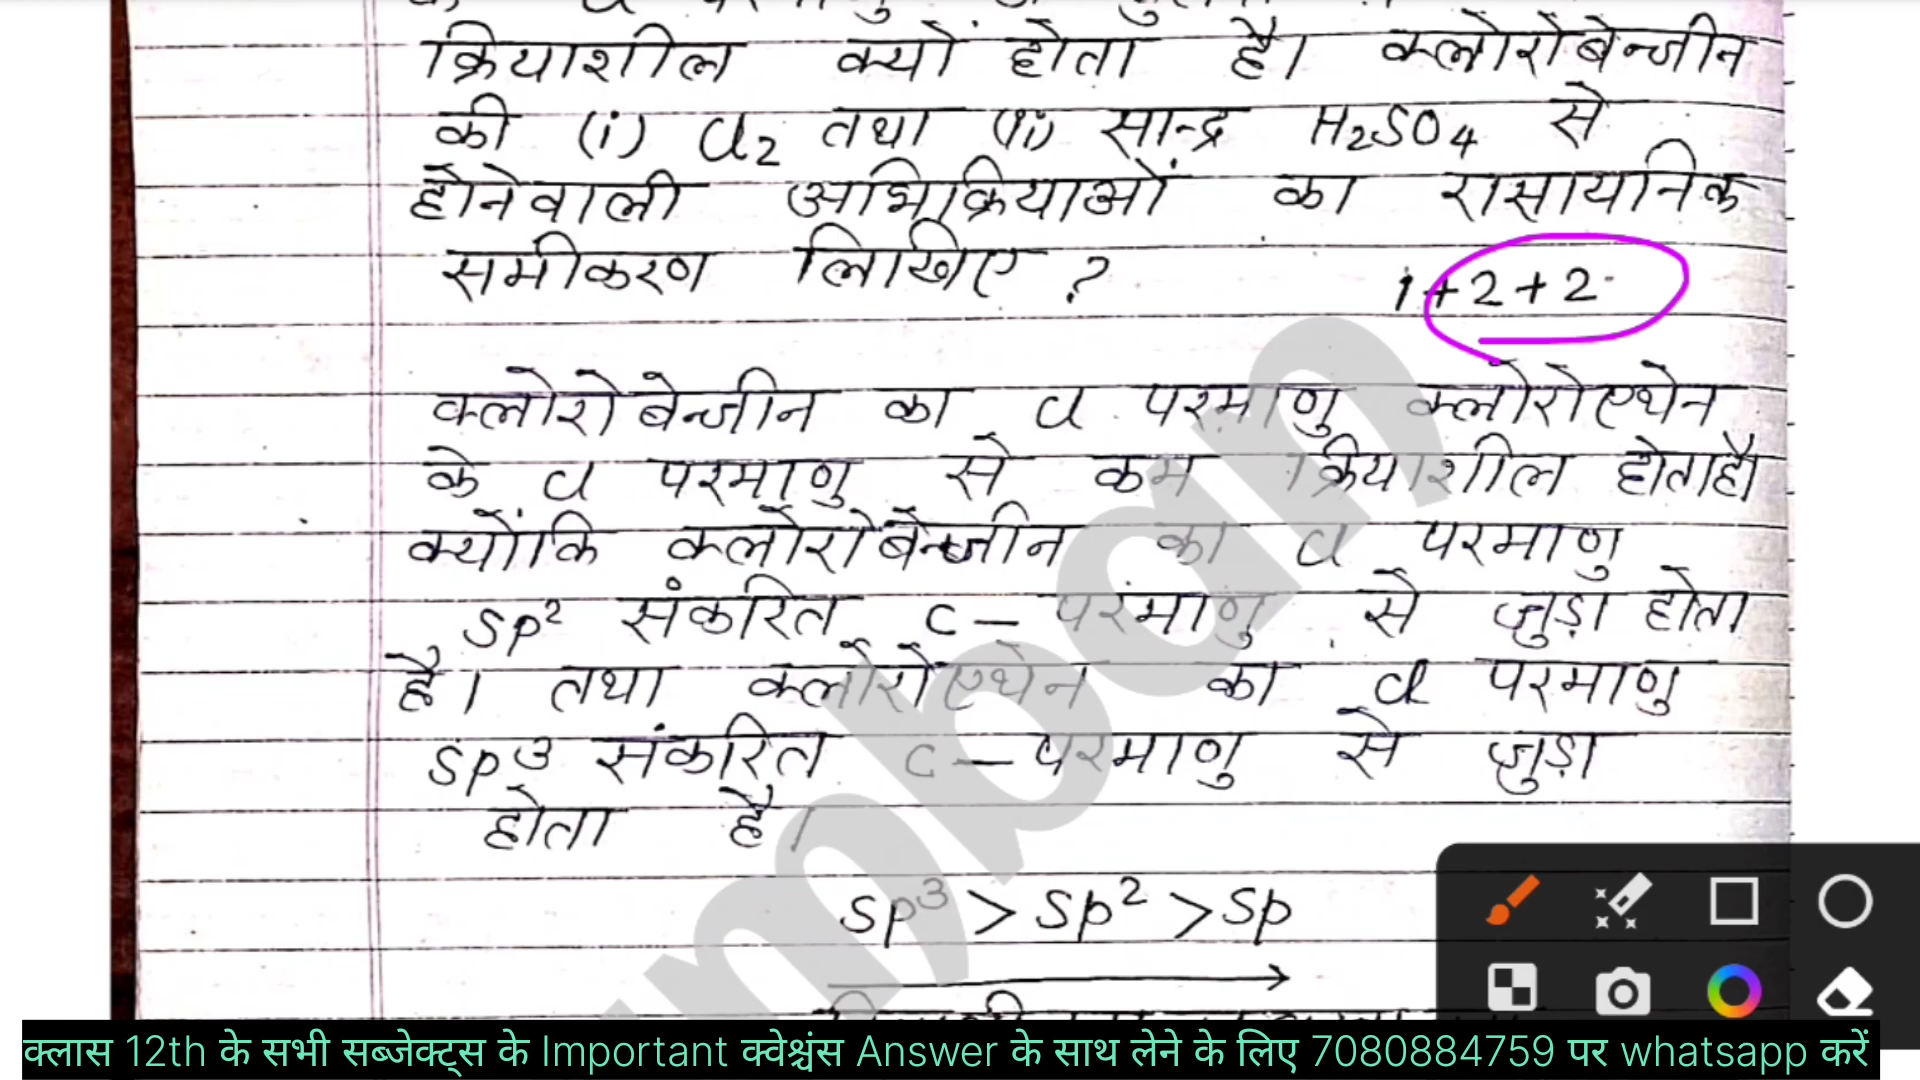 क्रियाशील क्यों होता है। क्लोरोबेन्जीन
की (i) Cl2 तथा (ii) सान्द्र H2SO4 से
होनेवाली अभिक्रियाओं का रासायनिक
समीकरण लिखिए ?
1+2+2
क्लोरोबेन्जीन का Cl परमाणु क्लोरोएथेन
के Cl परमाणु से कम क्रियाशील होता है।
क्योंकि क्लोरोबेन्जीन का Cl परमाणु
sp² संकरित C- परमाणु से जुड़ा होता
है। तथा क्लोरोएथेन का Cl परमाणु
sp3 संकरित C-परमाणु से जुड़ा
होता है।
sp3 > sp2 > sp
क्लास 12th के सभी सब्जेक्ट्स के Important क्वेश्चंस Answer के साथ लेने के लिए 7080884759 पर whatsapp करें